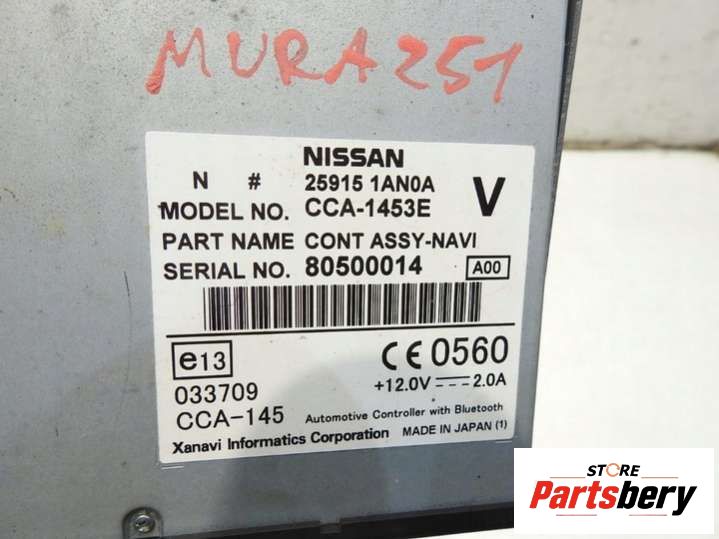 MURAZ51
NISSAN
N # 25915 1AN0A
MODEL NO. CCA-1453E V
PART NAME CONT ASSY-NAVI
SERIAL NO. 80500014 A00
e13 CE 0560
033709 +12.0V 2.0A
CCA-145 Automotive Controller with Bluetooth
Xanavi Informatics Corporation MADE IN JAPAN (1)
STORE
Partsbery